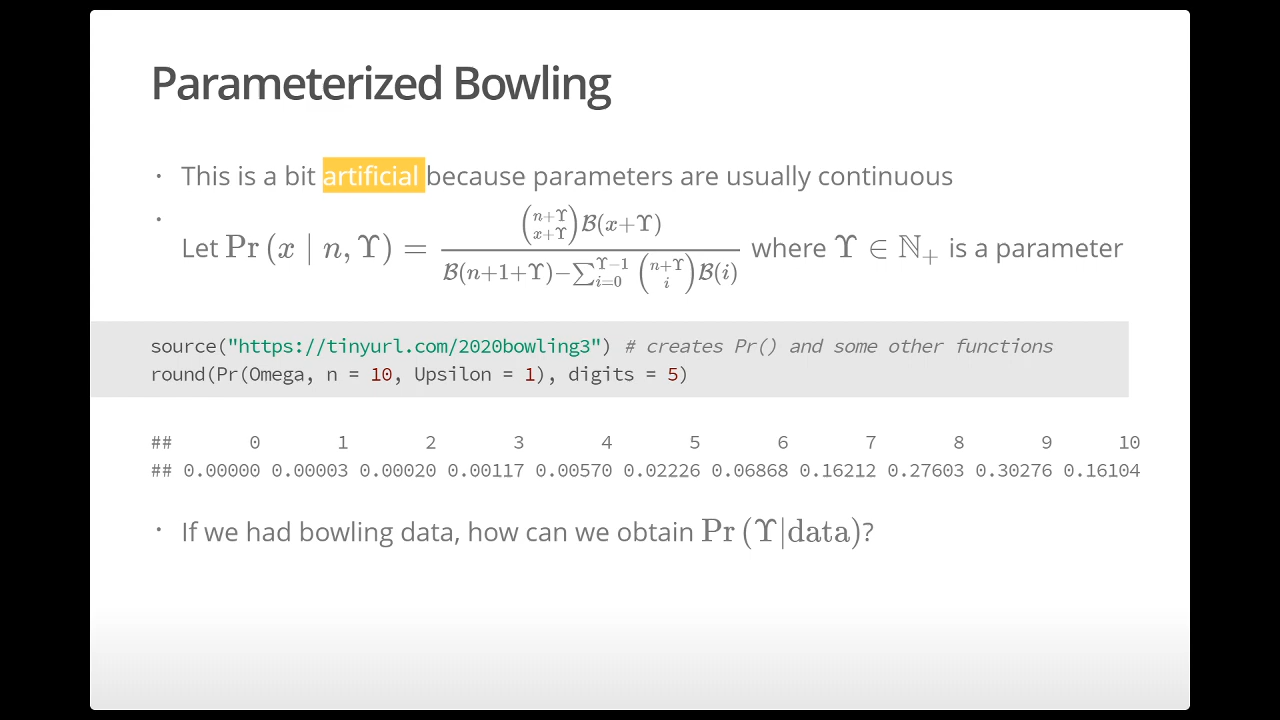 Parameterized Bowling
• This is a bit artificial because parameters are usually continuous
• Let Pr (x | n, ϒ) = \frac{\binom{n+ϒ}{x+ϒ}ℬ(x+ϒ)}{ℬ(n+1+ϒ)−\sum_{i=0}^{ϒ−1}\binom{n+ϒ}{i}ℬ(i)} where ϒ ∈ ℕ₊ is a parameter
source("https://tinyurl.com/2020bowling3") # creates Pr() and some other functions
round(Pr(Omega, n = 10, Upsilon = 1), digits = 5)
## 0 1 2 3 4 5 6 7 8 9 10
## 0.00000 0.00003 0.00020 0.00117 0.00570 0.02226 0.06868 0.16212 0.27603 0.30276 0.16104
• If we had bowling data, how can we obtain Pr (ϒ|data)?